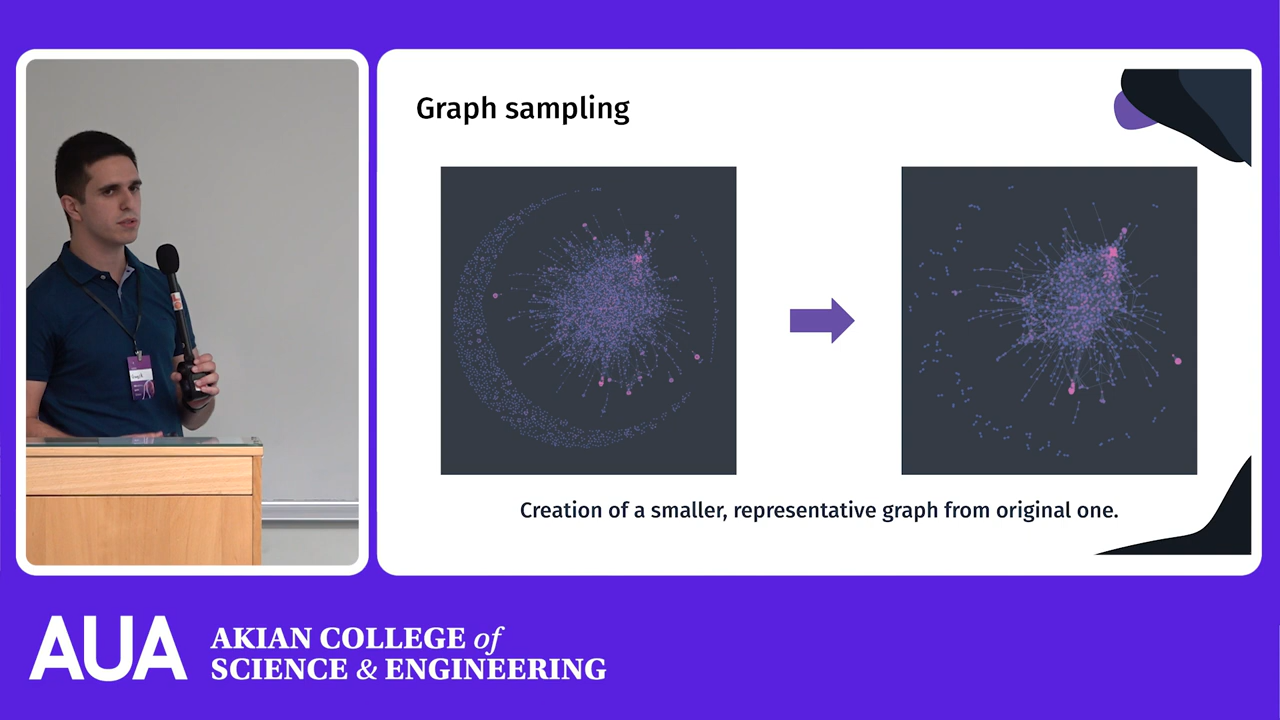 Graph sampling
Creation of a smaller, representative graph from original one.
AUA
AKIAN COLLEGE of
SCIENCE & ENGINEERING